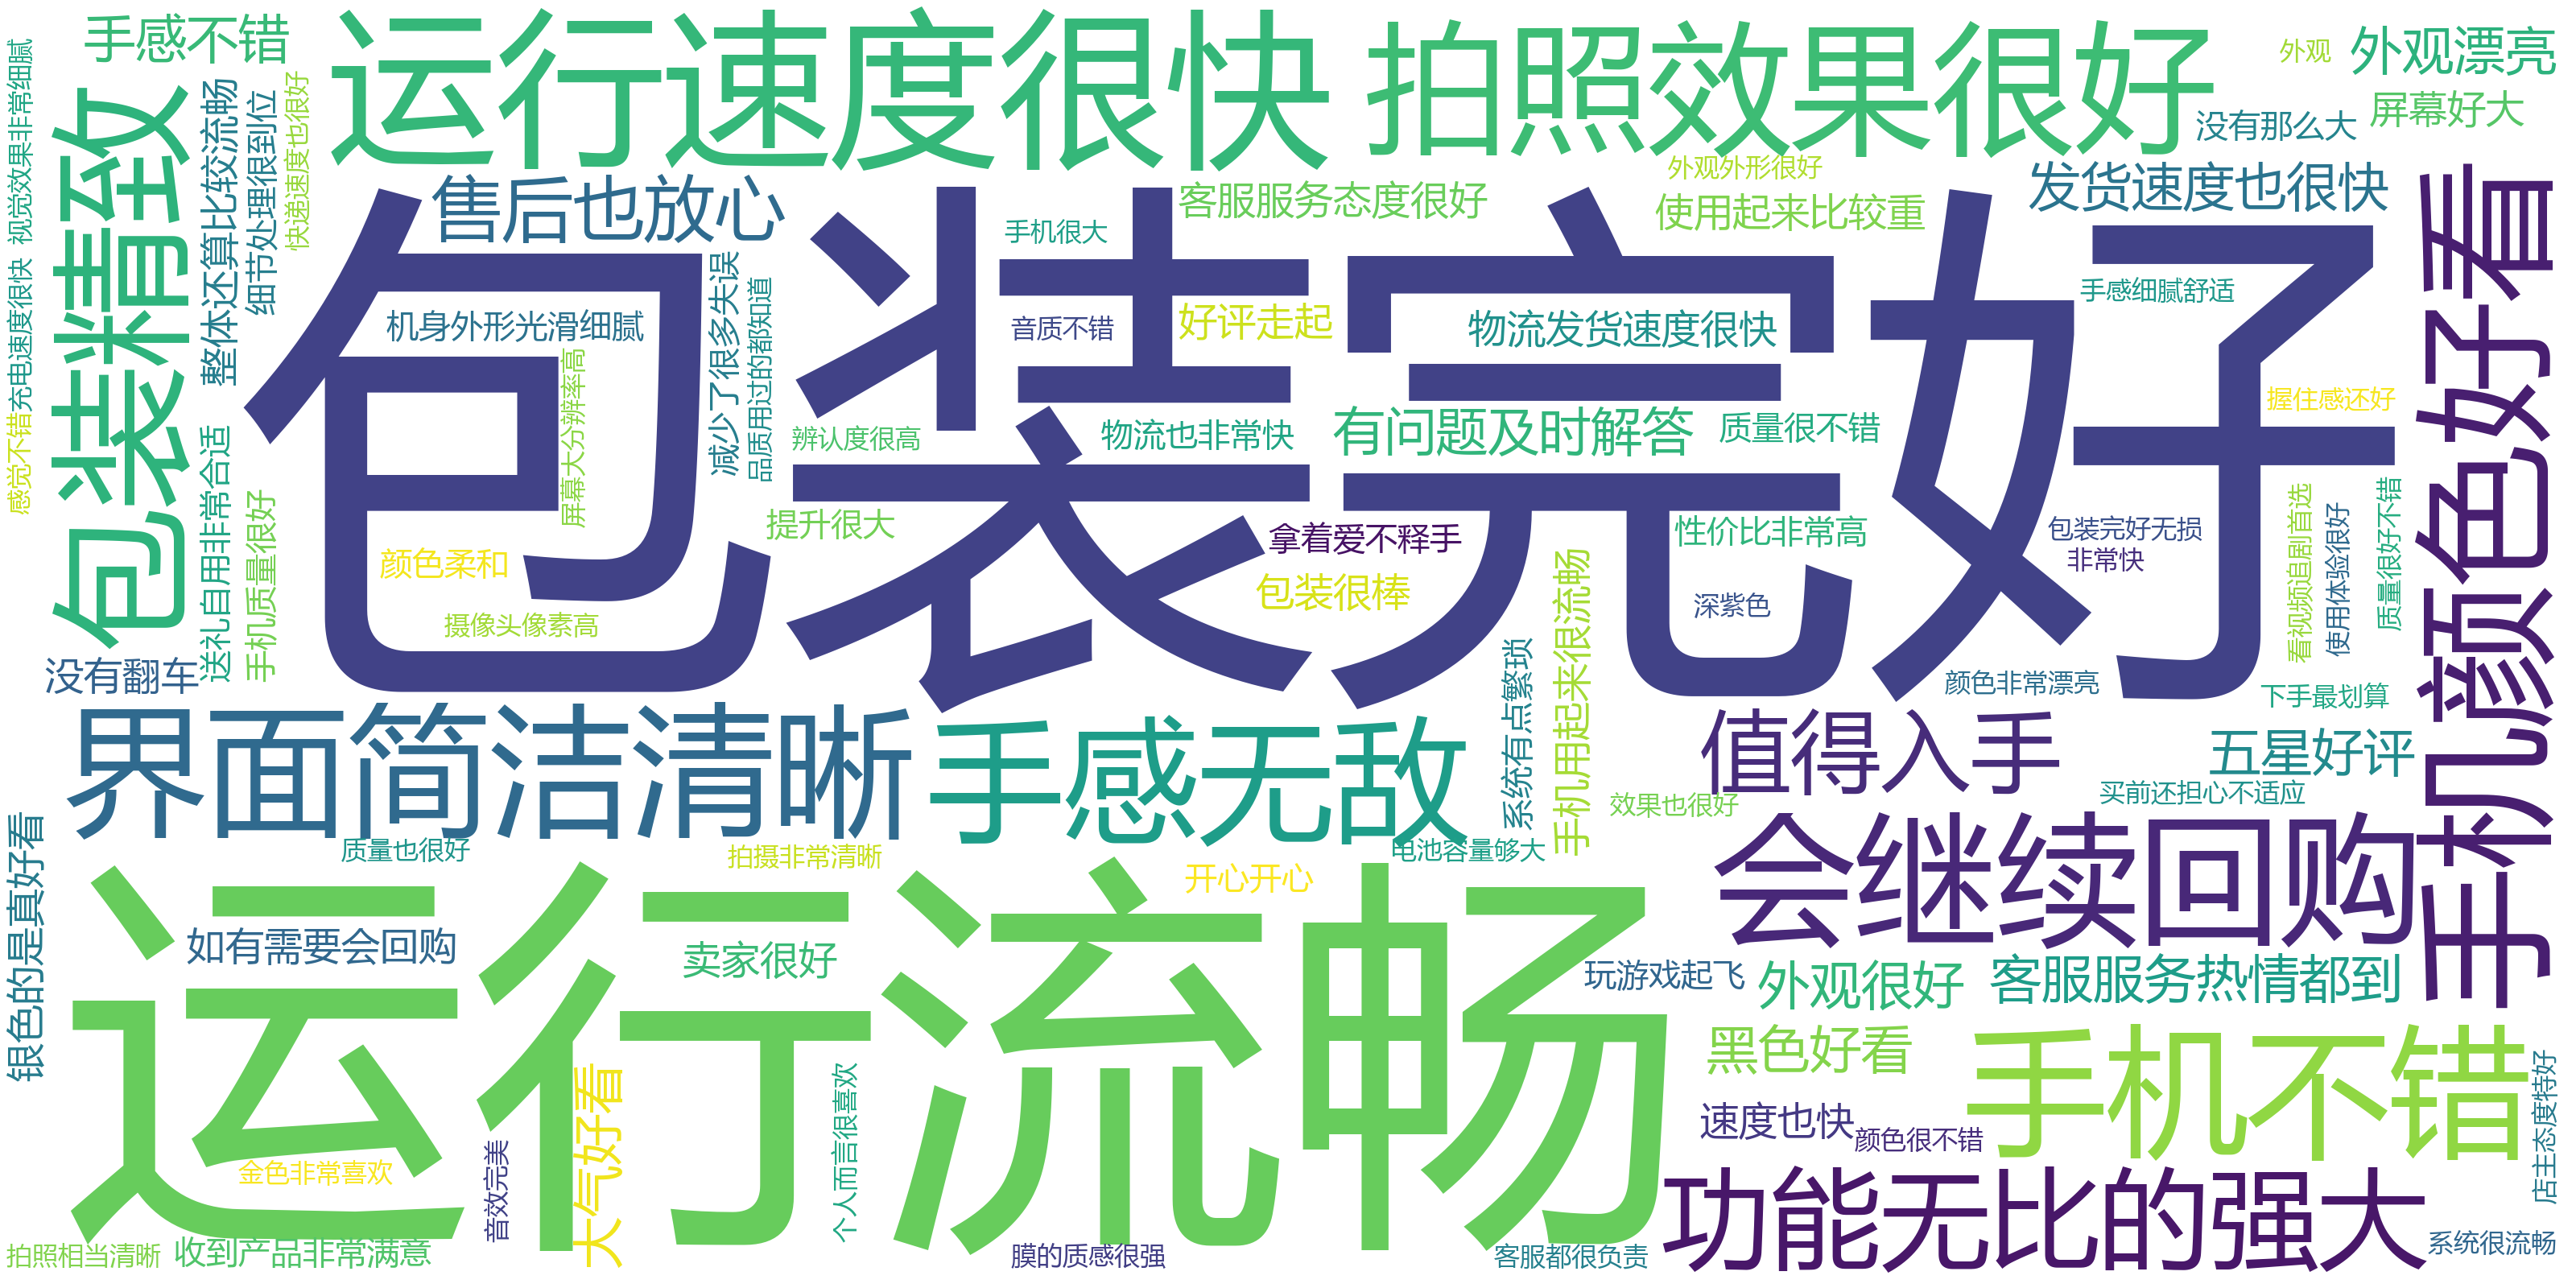 手感不错
运行速度很快
拍照效果很好
外观
外观漂亮
屏幕好大
没有那么大
视觉效果非常细腻
包装精致
整体还算比较流畅
细节处理很到位
快递速度也很好
售后也放心
客服服务态度很好
外观外形很好
使用起来比较重
发货速度也很快
手机颜色好看
包装完好
手机很大
手感细腻舒适
充电速度很快
机身外形光滑细腻
减少了很多失误
品质用过的都知道
音质不错
好评走起
物流发货速度很快
屏幕大分辨率高
握住感还好
感觉不错
送礼自用非常合适
手机质量很好
辨认度很高
物流也非常快
有问题及时解答
质量很不错
提升很大
拿着爱不释手
性价比非常高
包装完好无损
非常快
看视频追剧首选
使用体验很好
质量很好不错
颜色柔和
包装很棒
手机用起来很流畅
深紫色
摄像头像素高
系统有点繁琐
没有翻车
颜色非常漂亮
下手最划算
界面简洁清晰
手感无敌
值得入手
五星好评
买前还担心不适应
效果也很好
银色的是真好看
质量也很好
拍摄非常清晰
开心开心
电池容量够大
会继续回购
运行流畅
如有需要会回购
卖家很好
玩游戏起飞
外观很好
客服服务热情都到
黑色好看
手机不错
大气好看
个人而言很喜欢
速度也快
颜色很不错
店主态度特好
金色非常喜欢
音效完美
功能无比的强大
拍照相当清晰
收到产品非常满意
膜的质感很强
客服都很负责
系统很流畅